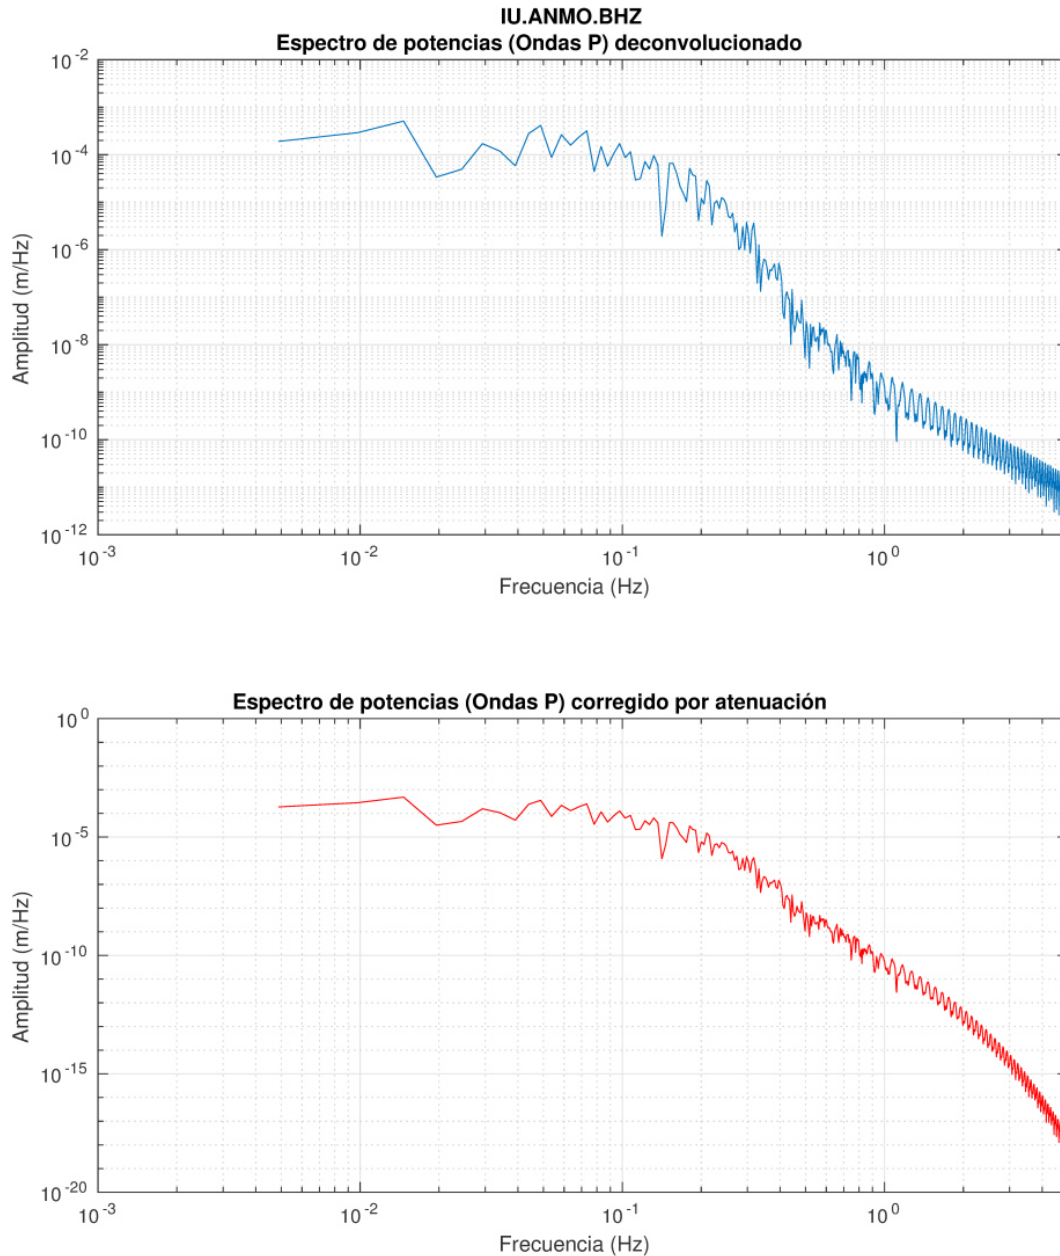 IU.ANMO.BHZ
Espectro de potencias (Ondas P) deconvolucionado
10^-2
10^-4
10^-6
10^-8
10^-10
10^-12
Amplitud (m/Hz)
10^-3 10^-2 10^-1 10^0
Frecuencia (Hz)
Espectro de potencias (Ondas P) corregido por atenuación
10^0
10^-5
10^-10
10^-15
10^-20
Amplitud (m/Hz)
10^-3 10^-2 10^-1 10^0
Frecuencia (Hz)